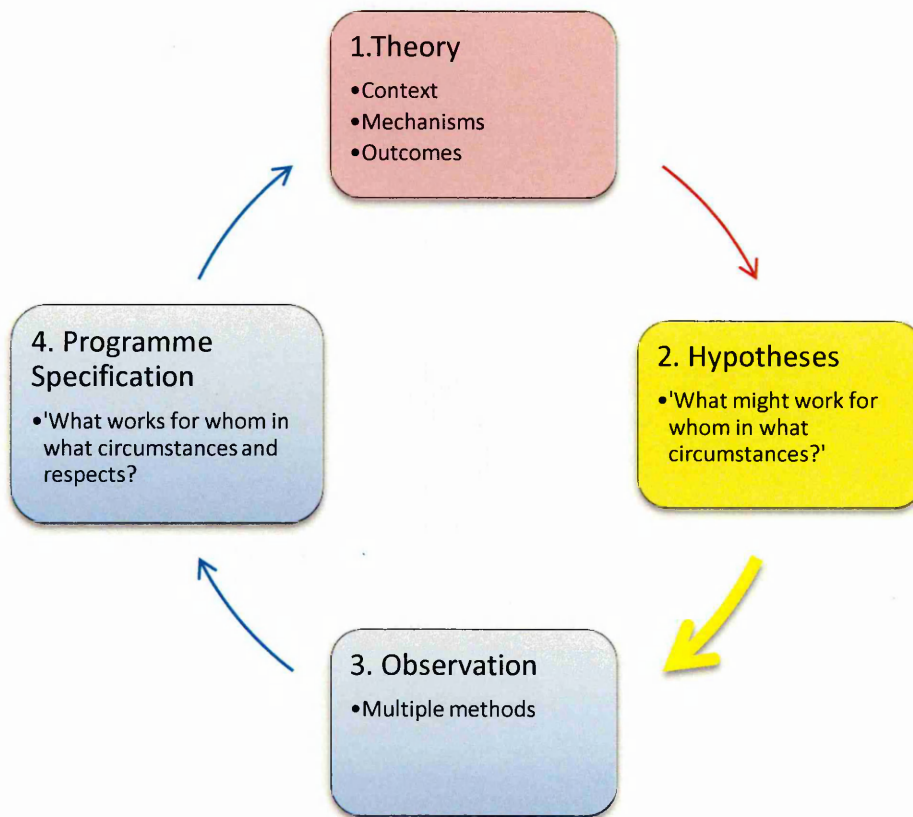 1.Theory
•Context
•Mechanisms
•Outcomes
2. Hypotheses
•'What might work for
whom in what
circumstances?'
3. Observation
•Multiple methods
4. Programme
Specification
•'What works for whom in
what circumstances and
respects?